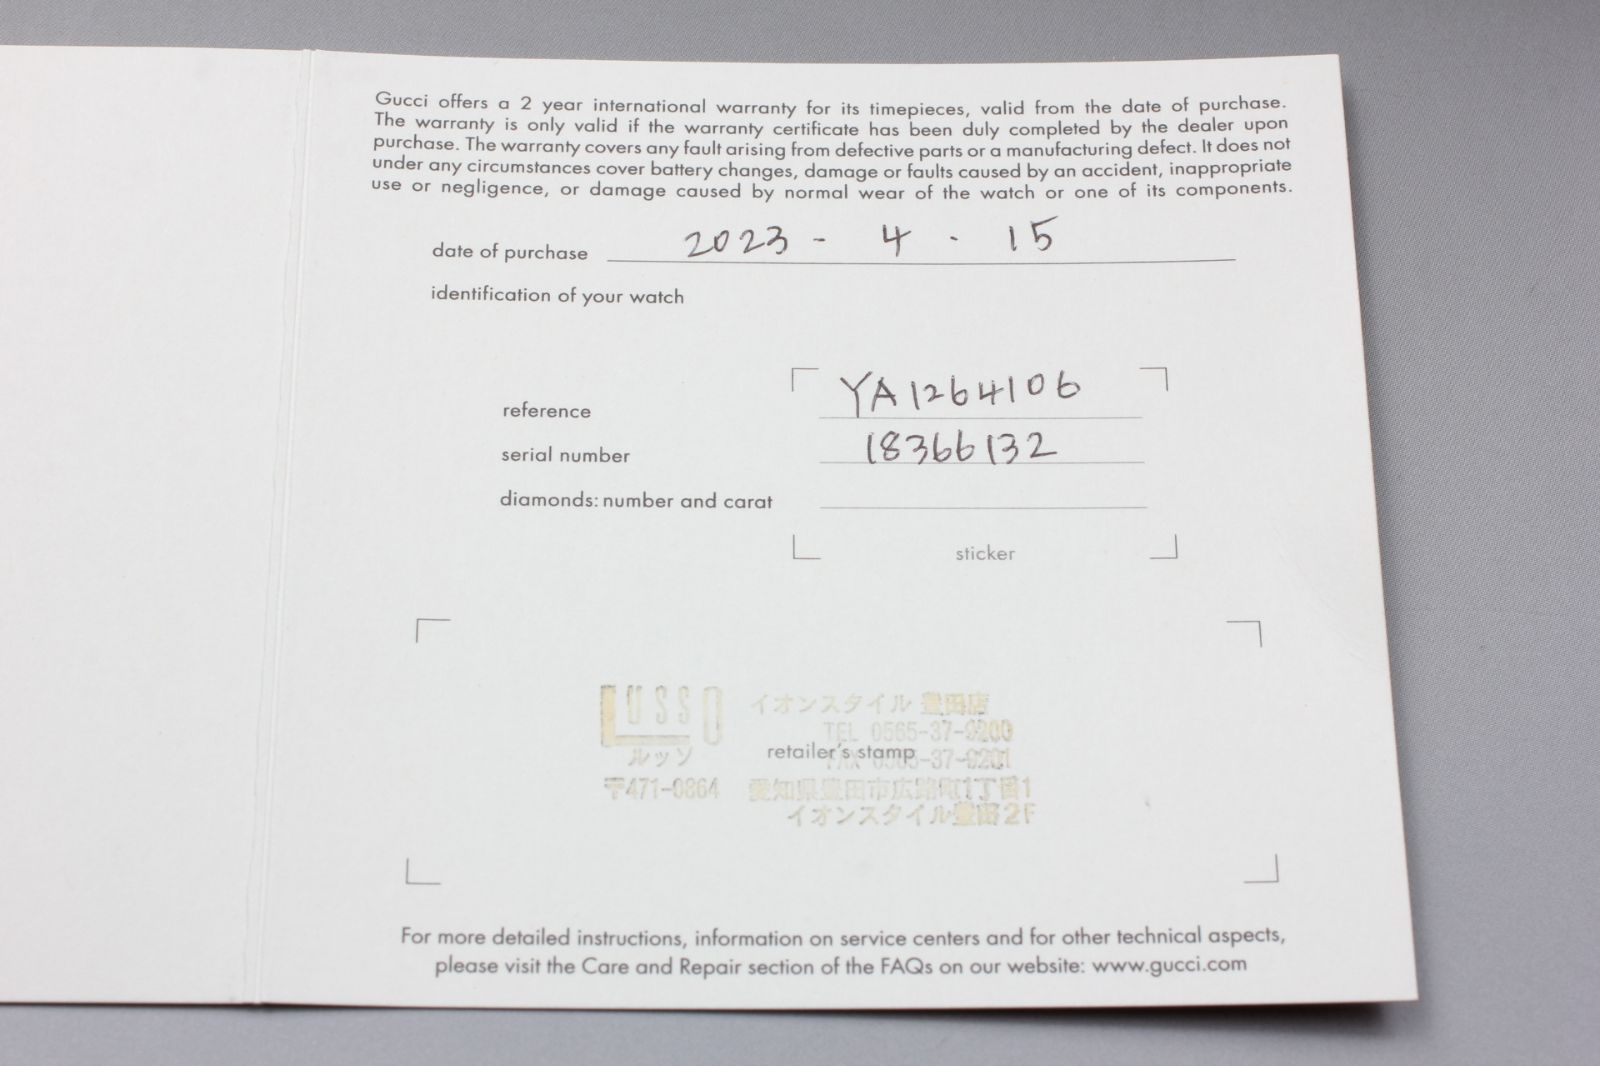 Gucci offers a 2 year international warranty for its timepieces, valid from the date of purchase.
The warranty is only valid if the warranty certificate has been duly completed by the dealer upon
purchase. The warranty covers any fault arising from defective parts or a manufacturing defect. It does not
under any circumstances cover battery changes, damage or faults caused by an accident, inappropriate
use or negligence, or damage caused by normal wear of the watch or one of its components.
date of purchase 2023 - 4 - 15
identification of your watch
reference YA1264106
serial number 18366132
diamonds: number and carat
sticker
LUSSO イオンスタイル 豊田店
TEL 0565-37-9200
ルッソ retailer's stamp FAX 0565-37-9201
〒471-0864 愛知県豊田市広路町1丁目1
イオンスタイル豊田2F
For more detailed instructions, information on service centers and for other technical aspects,
please visit the Care and Repair section of the FAQs on our website: www.gucci.com